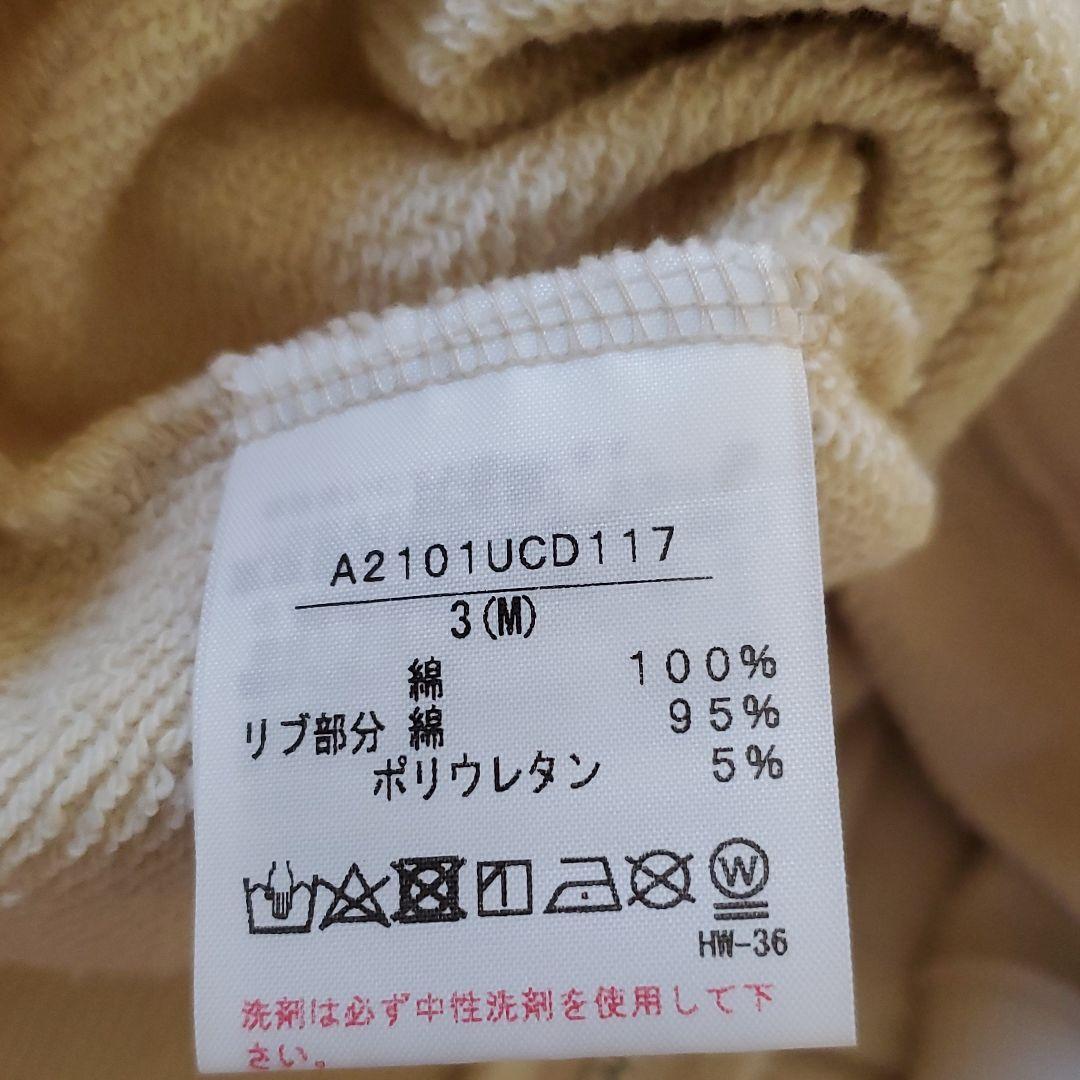 A2101UCD117
3(M)
綿 100%
リブ部分 綿 95%
ポリウレタン 5%
W
HW-36
洗剤は必ず中性洗剤を使用して下
さい。